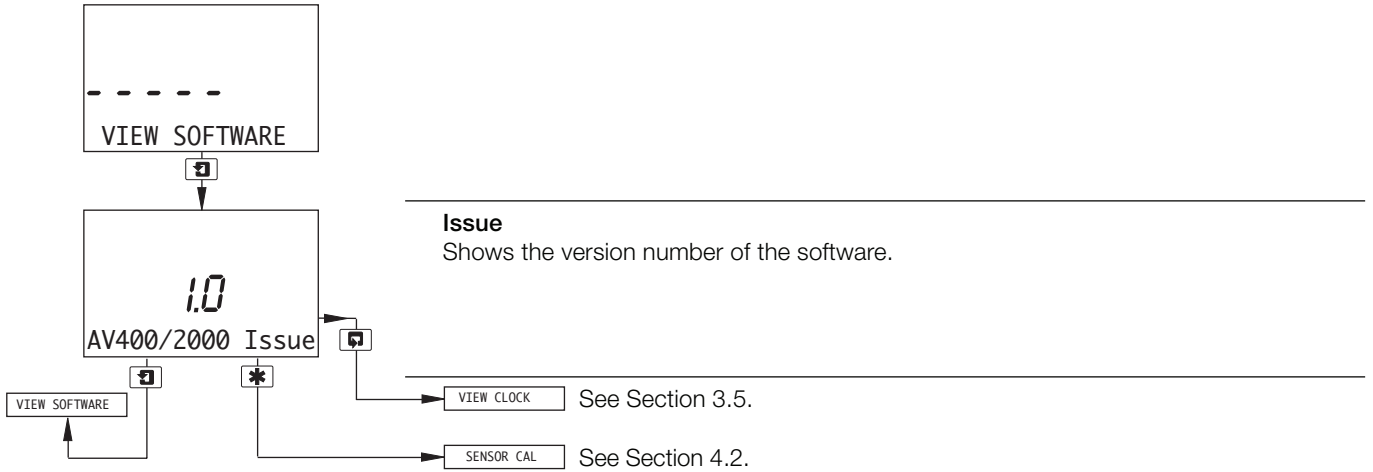 - - - - -
VIEW SOFTWARE
Issue
Shows the version number of the software.
1.0
AV400/2000 Issue
VIEW SOFTWARE
VIEW CLOCK See Section 3.5.
SENSOR CAL See Section 4.2.